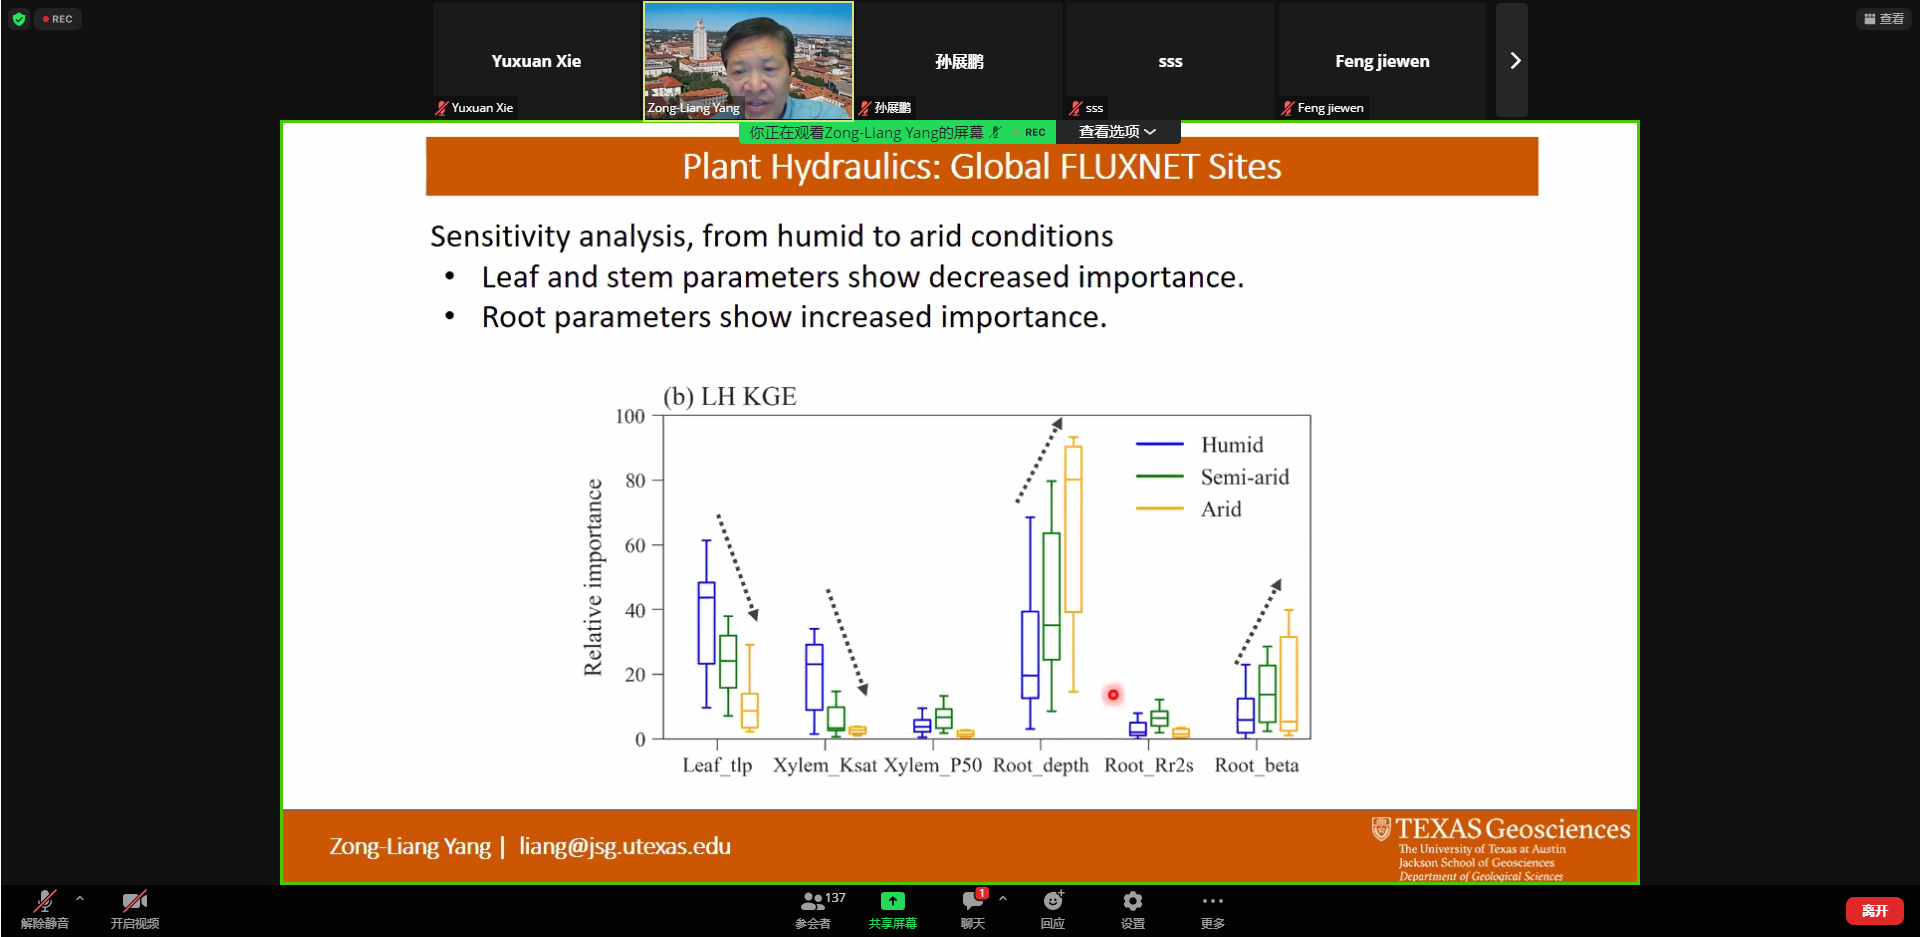 REC
查看
Yuxuan Xie
孙展鹏
sss
Feng jiewen
Yuxuan Xie
Zong-Liang Yang
孙展鹏
sss
Feng jiewen
你正在观看Zong-Liang Yang的屏幕
REC
查看选项
Plant Hydraulics: Global FLUXNET Sites
Sensitivity analysis, from humid to arid conditions
• Leaf and stem parameters show decreased importance.
• Root parameters show increased importance.
(b) LH KGE
Relative importance
100
80
60
40
20
0
Humid
Semi-arid
Arid
Leaf_tlp
Xylem_Ksat
Xylem_P50
Root_depth
Root_Rr2s
Root_beta
Zong-Liang Yang | liang@jsg.utexas.edu
TEXAS Geosciences
The University of Texas at Austin
Jackson School of Geosciences
Department of Geological Sciences
解除静音
开启视频
137
参会者
共享屏幕
1
聊天
回应
设置
更多
离开